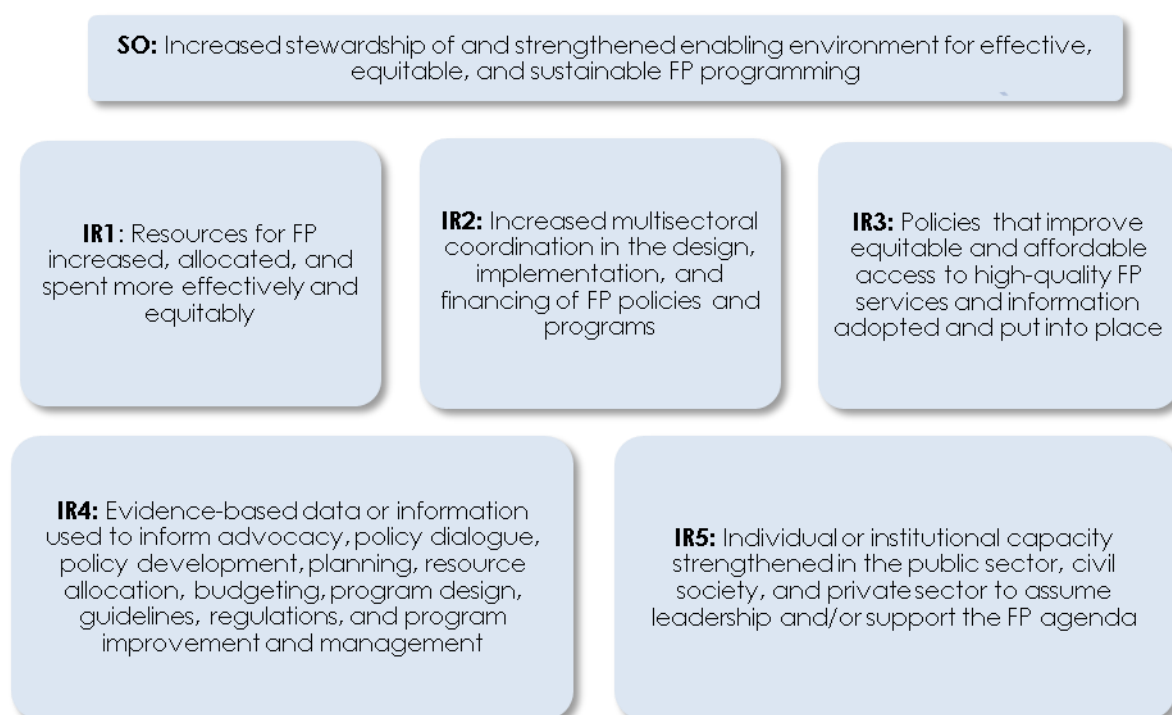 SO: Increased stewardship of and strengthened enabling environment for effective,
equitable, and sustainable FP programming
IR1: Resources for FP
increased, allocated, and
spent more effectively and
equitably
IR2: Increased multisectoral
coordination in the design,
implementation, and
financing of FP policies and
programs
IR3: Policies that improve
equitable and affordable
access to high-quality FP
services and information
adopted and put into place
IR4: Evidence-based data or information
used to inform advocacy, policy dialogue,
policy development, planning, resource
allocation, budgeting, program design,
guidelines, regulations, and program
improvement and management
IR5: Individual or institutional capacity
strengthened in the public sector, civil
society, and private sector to assume
leadership and/or support the FP agenda